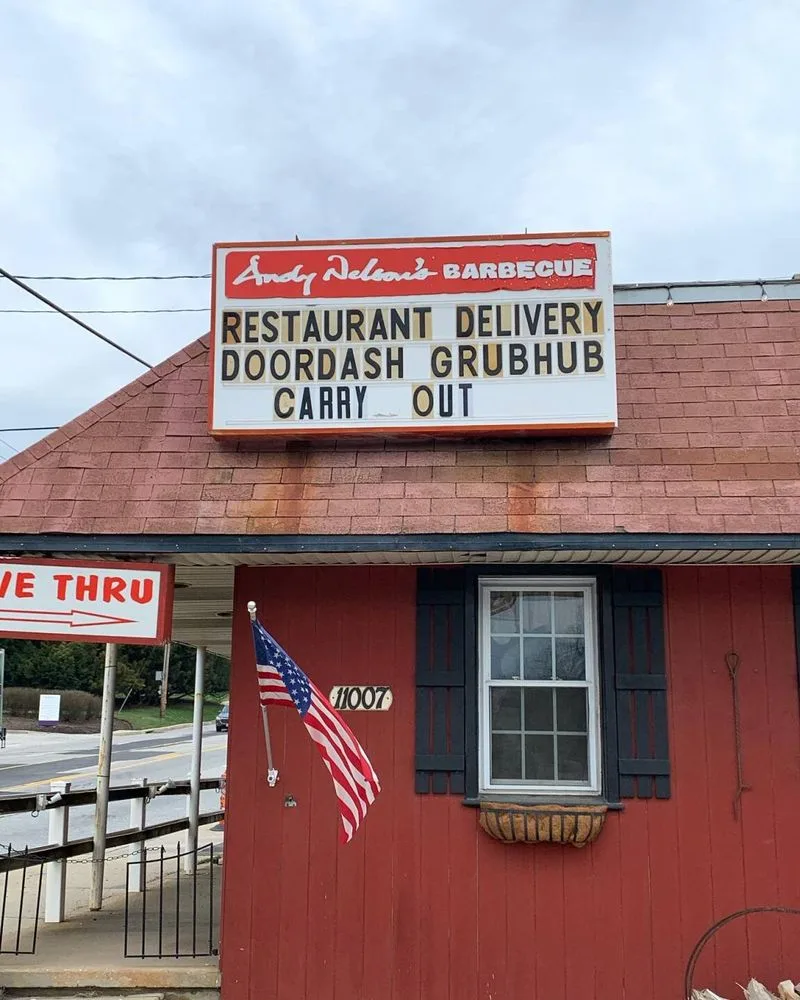 Andy Nelson's BARBECUE
RESTAURANT DELIVERY
DOORDASH GRUBHUB
CARRY OUT
VE THRU
11007